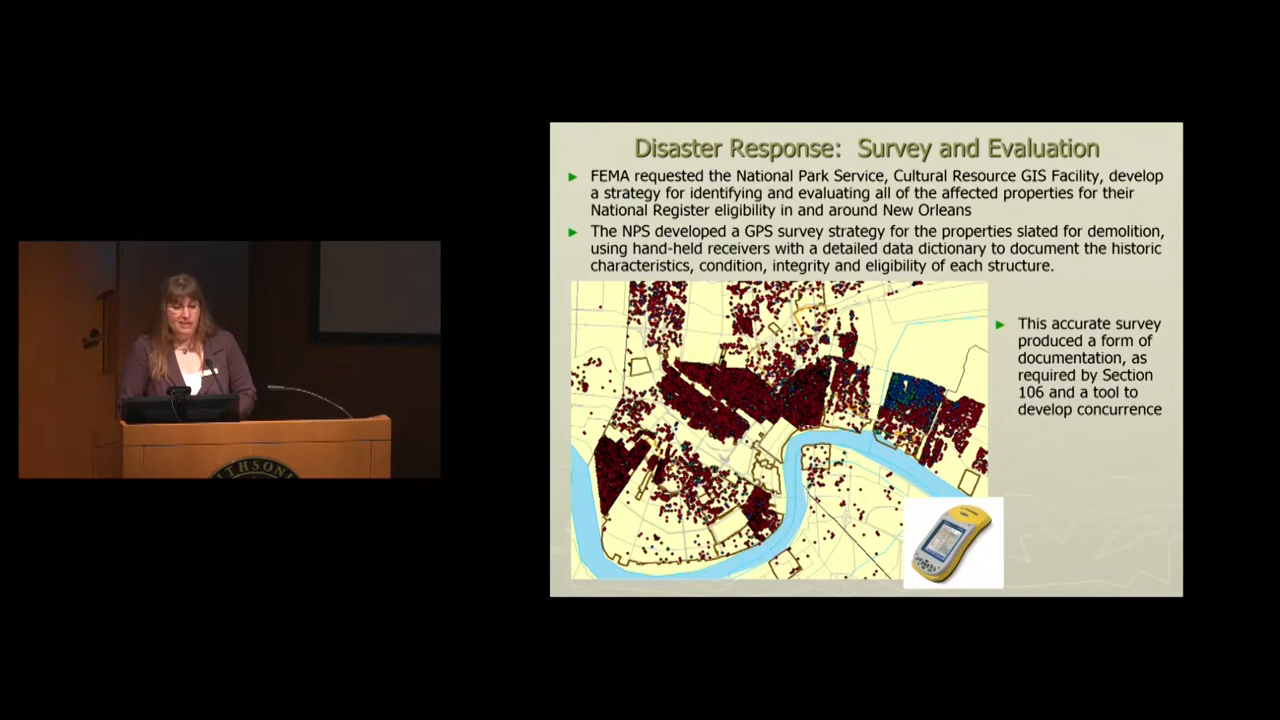 Disaster Response: Survey and Evaluation
FEMA requested the National Park Service, Cultural Resource GIS Facility, develop
a strategy for identifying and evaluating all of the affected properties for their
National Register eligibility in and around New Orleans
The NPS developed a GPS survey strategy for the properties slated for demolition,
using hand-held receivers with a detailed data dictionary to document the historic
characteristics, condition, integrity and eligibility of each structure.
This accurate survey
produced a form of
documentation, as
required by Section
106 and a tool to
develop concurrence
THSON